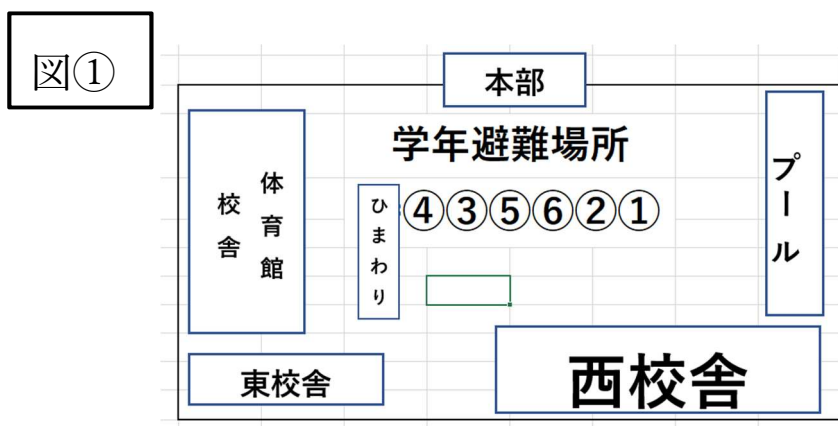 図①
本部
学年避難場所
体育館
校舎
ひまわり
④③⑤⑥②①
プール
東校舎
西校舎